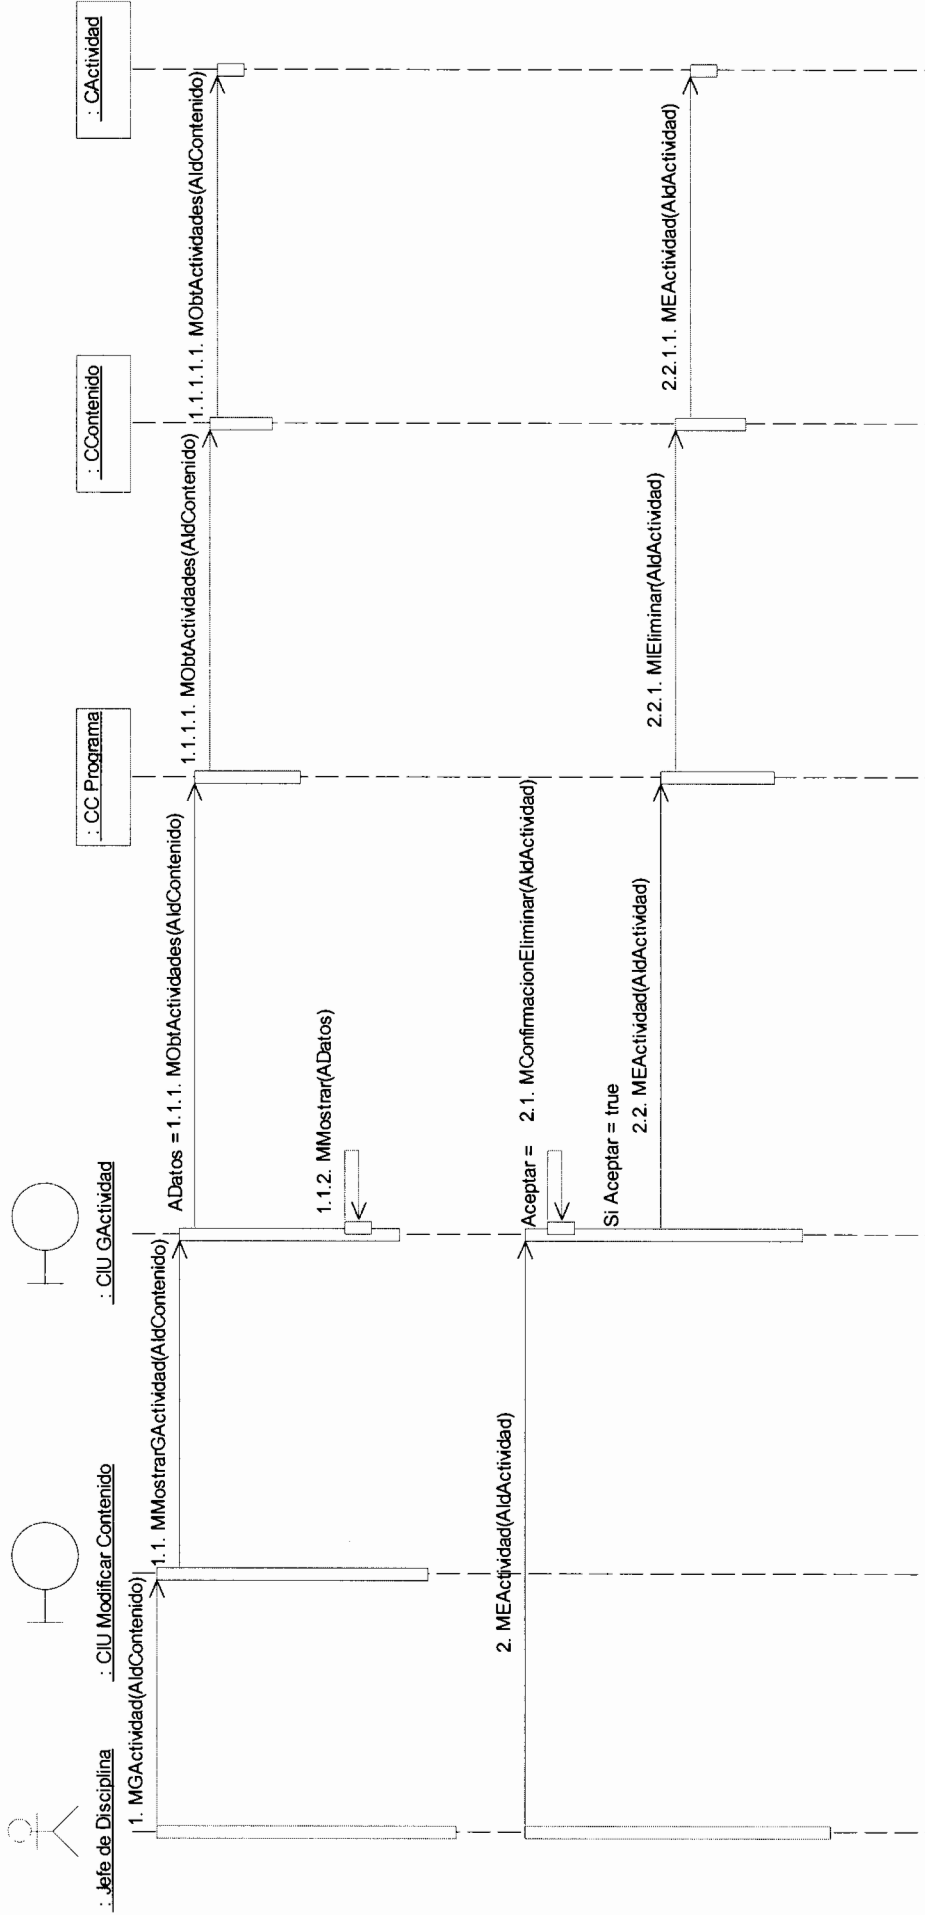 : Jefe de Disciplina
: CIU Modificar Contenido
: CIU GActividad
: CC Programa
: CContenido
: CActividad
1. MGActividad(AIdContenido)
1.1. MMostrarGActividad(AIdContenido)
ADatos = 1.1.1. MObtActividades(AIdContenido)
1.1.1.1. MObtActividades(AIdContenido)
1.1.1.1.1. MObtActividades(AIdContenido)
1.1.2. MMostrar(ADatos)
2. MEActividad(AIdActividad)
Aceptar = 2.1. MConfirmacionEliminar(AIdActividad)
Si Aceptar = true
2.2. MEActividad(AIdActividad)
2.2.1. MIEliminar(AIdActividad)
2.2.1.1. MEActividad(AIdActividad)